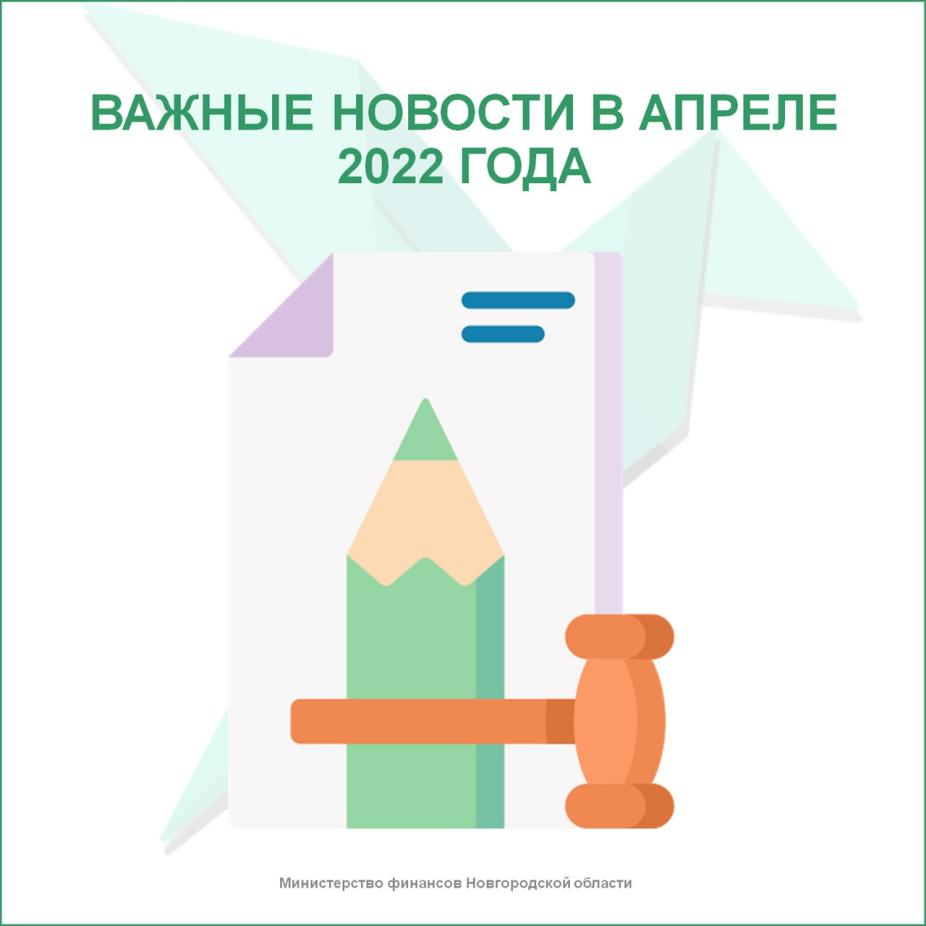 ВАЖНЫЕ НОВОСТИ В АПРЕЛЕ
2022 ГОДА
Министерство финансов Новгородской области